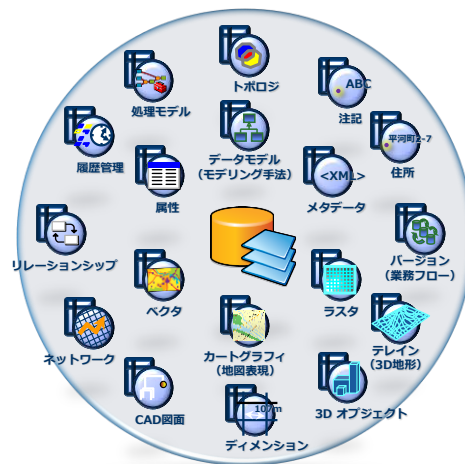 トポロジ
処理モデル
ABC
注記
平河町2-7
住所
履歴管理
データモデル
(モデリング手法)
<XML>
メタデータ
属性
リレーションシップ
バージョン
(業務フロー)
ベクタ
ラスタ
ネットワーク
カートグラフィ
(地図表現)
テレイン
(3D地形)
CAD図面
107m
ディメンション
3D オブジェクト